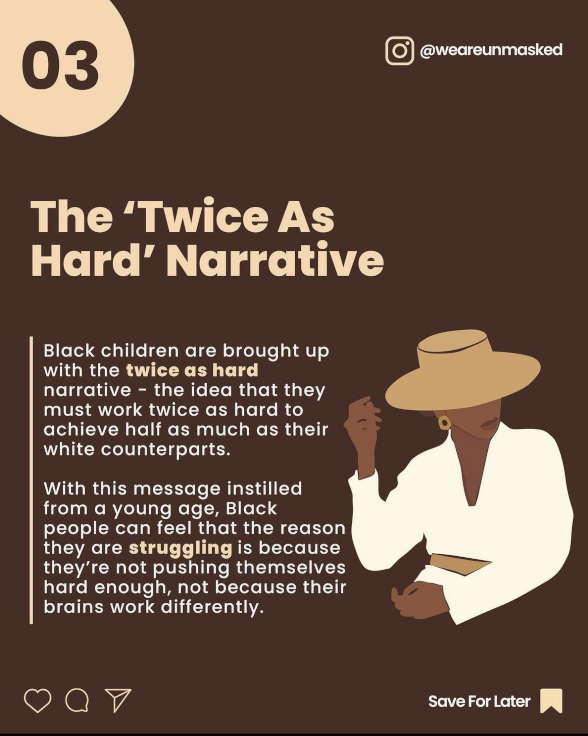 03
@weareunmasked
The ‘Twice As
Hard’ Narrative
Black children are brought up
with the twice as hard
narrative - the idea that they
must work twice as hard to
achieve half as much as their
white counterparts.
With this message instilled
from a young age, Black
people can feel that the reason
they are struggling is because
they’re not pushing themselves
hard enough, not because their
brains work differently.
Save For Later